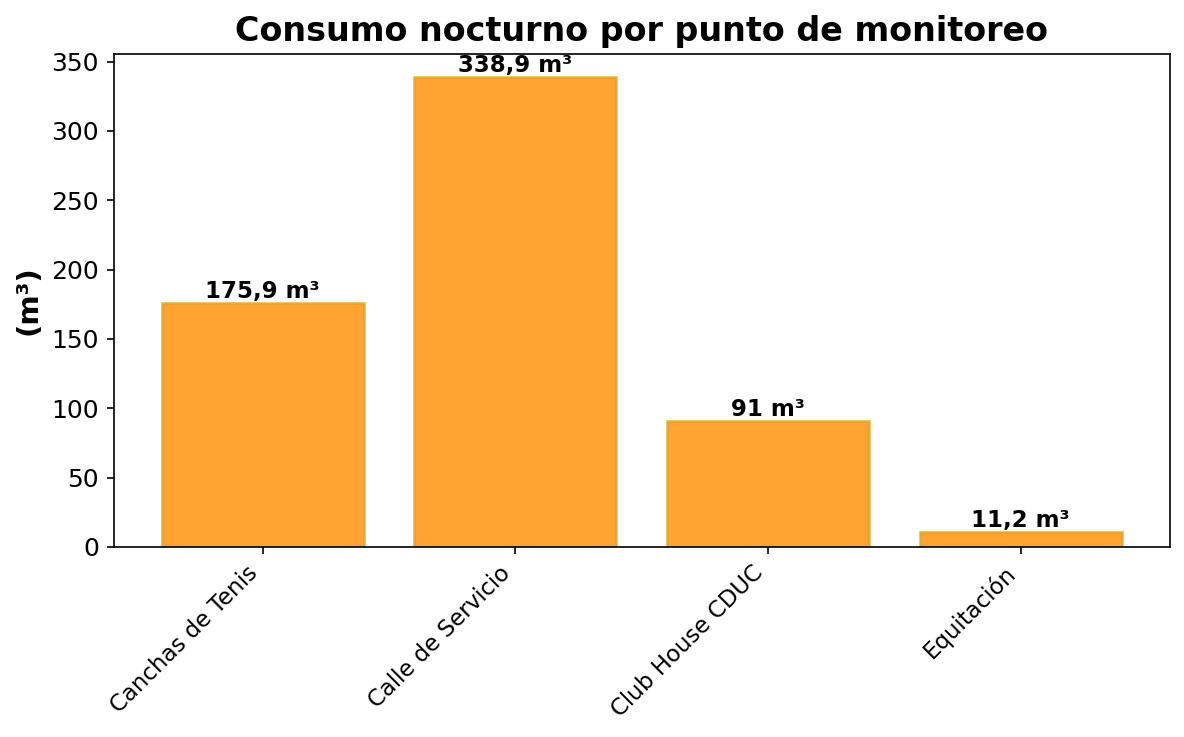 Consumo nocturno por punto de monitoreo
(m³)
350
300
250
200
150
100
50
0
175,9 m³
338,9 m³
91 m³
11,2 m³
Canchas de Tenis
Calle de Servicio
Club House CDUC
Equitación